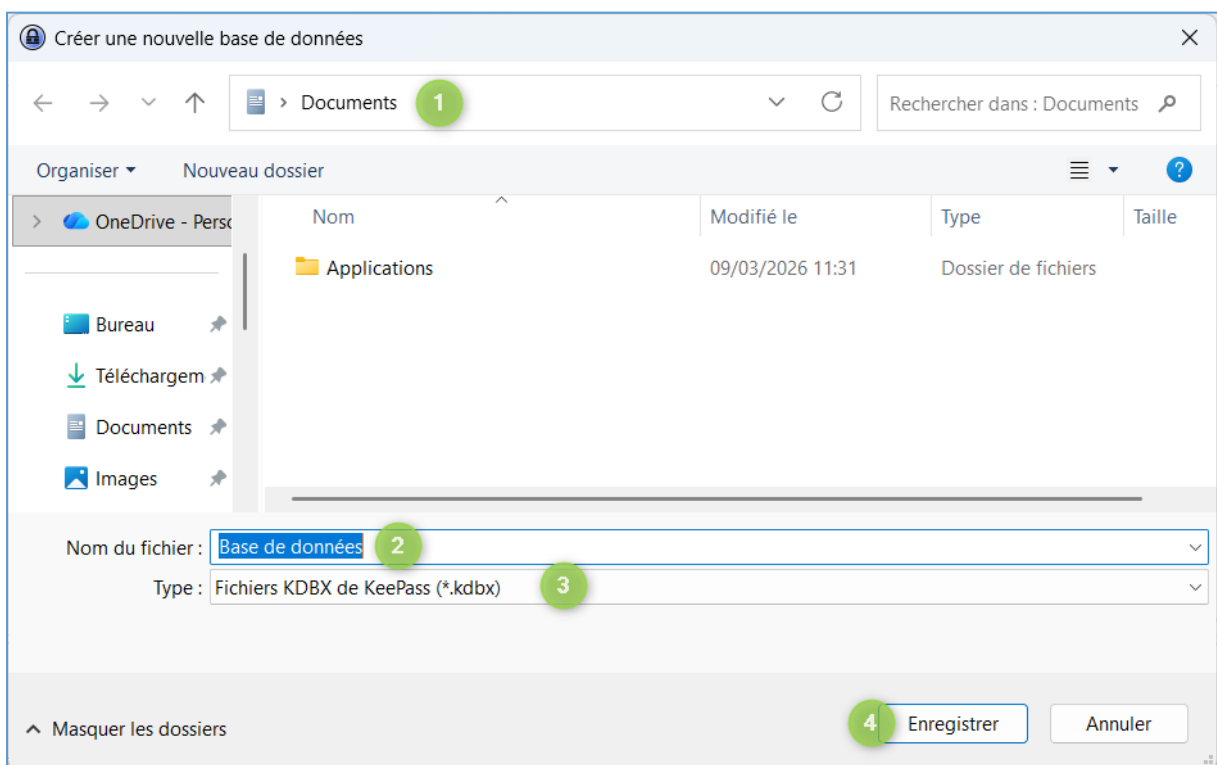 Créer une nouvelle base de données
Documents 1
Rechercher dans : Documents
Organiser Nouveau dossier ?
OneDrive - Perso
Nom Modifié le Type Taille
Applications 09/03/2026 11:31 Dossier de fichiers
Bureau
Téléchargem
Documents
Images
Nom du fichier : Base de données 2
Type : Fichiers KDBX de KeePass (*.kdbx) 3
Masquer les dossiers 4 Enregistrer Annuler